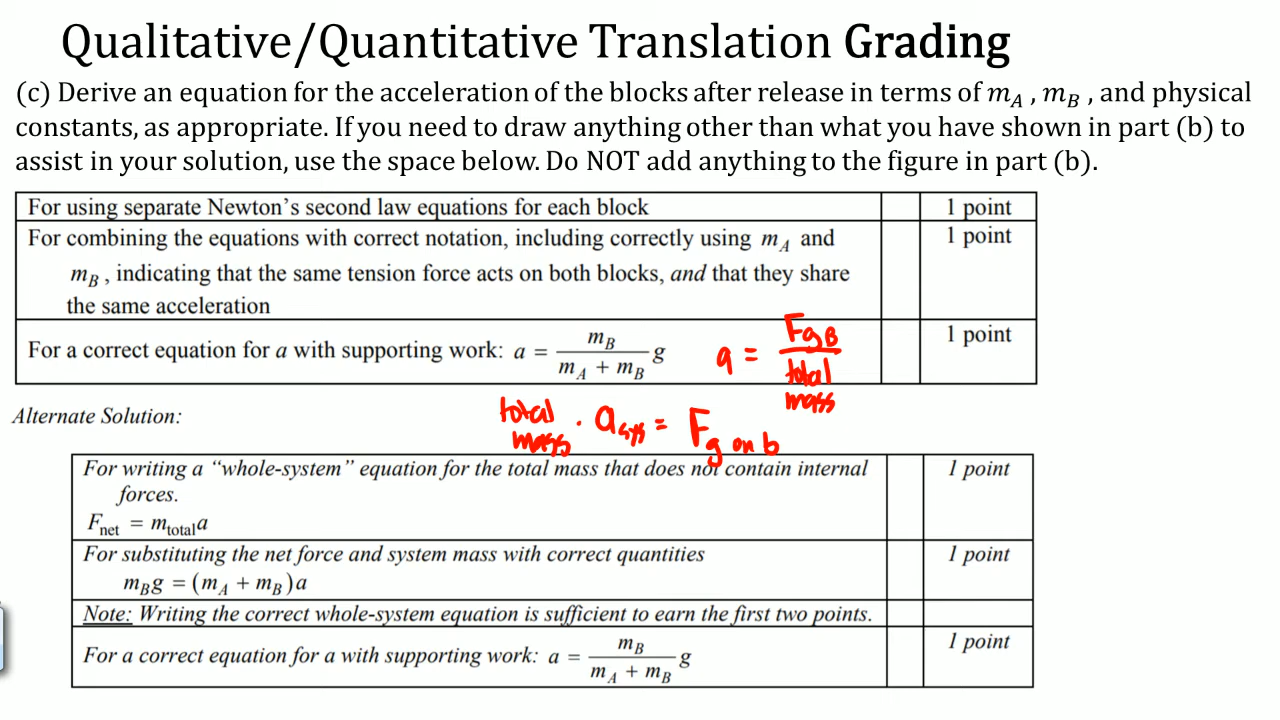 Qualitative/Quantitative Translation Grading
(c) Derive an equation for the acceleration of the blocks after release in terms of m_A , m_B , and physical
constants, as appropriate. If you need to draw anything other than what you have shown in part (b) to
assist in your solution, use the space below. Do NOT add anything to the figure in part (b).
For using separate Newton's second law equations for each block 1 point
For combining the equations with correct notation, including correctly using m_A and 1 point
m_B , indicating that the same tension force acts on both blocks, and that they share
the same acceleration
For a correct equation for a with supporting work: a = m_B / (m_A + m_B) g 1 point
a = FgB / total mass
Alternate Solution:
total mass · a_sys = F_g on b
For writing a "whole-system" equation for the total mass that does not contain internal 1 point
forces.
F_net = m_total a
For substituting the net force and system mass with correct quantities 1 point
m_B g = (m_A + m_B)a
Note: Writing the correct whole-system equation is sufficient to earn the first two points.
For a correct equation for a with supporting work: a = m_B / (m_A + m_B) g 1 point